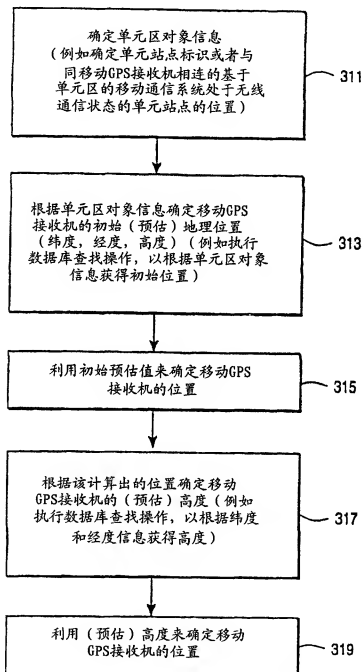 确定单元区对象信息
(例如确定单元站点标识或者与
同移动GPS接收机相连的基于
单元区的移动通信系统处于无线
通信状态的单元站点的位置)
311
根据单元区对象信息确定移动GPS
接收机的初始(预估)地理位置
(纬度, 经度, 高度)(例如执行
数据库查找操作, 以根据单元区对象
信息获得初始位置)
313
利用初始预估值来确定移动GPS
接收机的位置
315
根据该计算出的位置确定移动
GPS接收机的(预估)高度(例如
执行数据库查找操作, 以根据纬度
和经度信息获得高度)
317
利用(预估)高度来确定移动
GPS接收机的位置
319